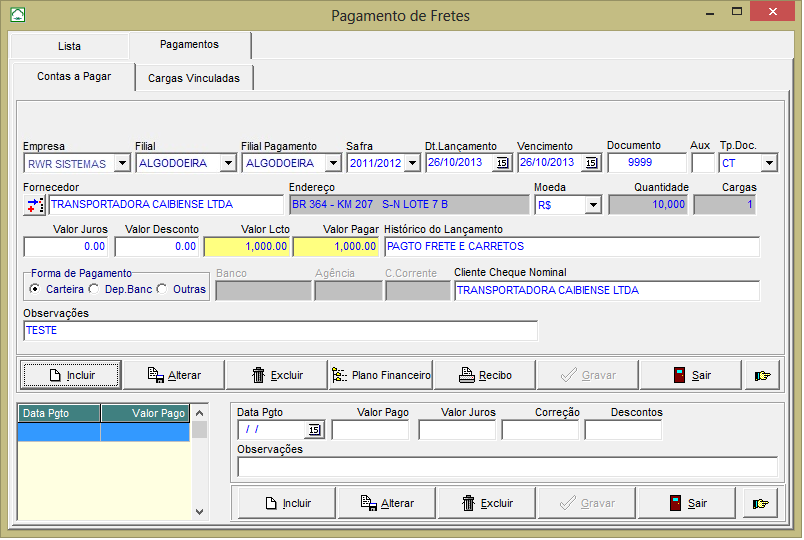 Pagamento de Fretes
Lista Pagamentos
Contas a Pagar Cargas Vinculadas
Empresa Filial Filial Pagamento Safra Dt.Lançamento Vencimento Documento Aux Tp.Doc.
RWR SISTEMAS ALGODOEIRA ALGODOEIRA 2011/2012 26/10/2013 15 26/10/2013 15 9999 CT
Fornecedor Endereço Moeda Quantidade Cargas
TRANSPORTADORA CAIBIENSE LTDA BR 364 - KM 207 S-N LOTE 7 B R$ 10,000 1
Valor Juros Valor Desconto Valor Lcto Valor Pagar Histórico do Lançamento
0.00 0.00 1,000.00 1,000.00 PAGTO FRETE E CARRETOS
Forma de Pagamento Banco Agência C.Corrente Cliente Cheque Nominal
Carteira Dep.Banc Outras TRANSPORTADORA CAIBIENSE LTDA
Observações
TESTE
Incluir Alterar Excluir Plano Financeiro Recibo Gravar Sair
Data Pgto Valor Pago Data Pgto Valor Pago Valor Juros Correção Descontos
/ / 15
Observações
Incluir Alterar Excluir Gravar Sair